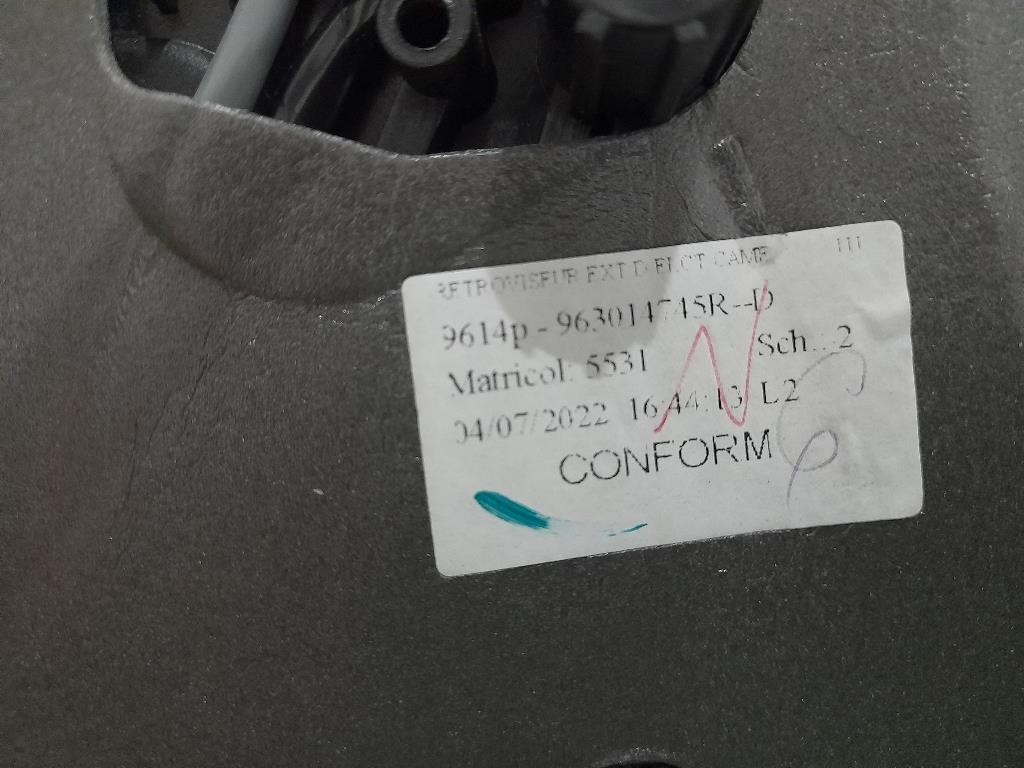 RETROVISEUR EXT D ELCT CAME
9614p - 963014745R--D
Matricol: 5531 Sch... 2
04/07/2022 16:44:13 L2
CONFORM